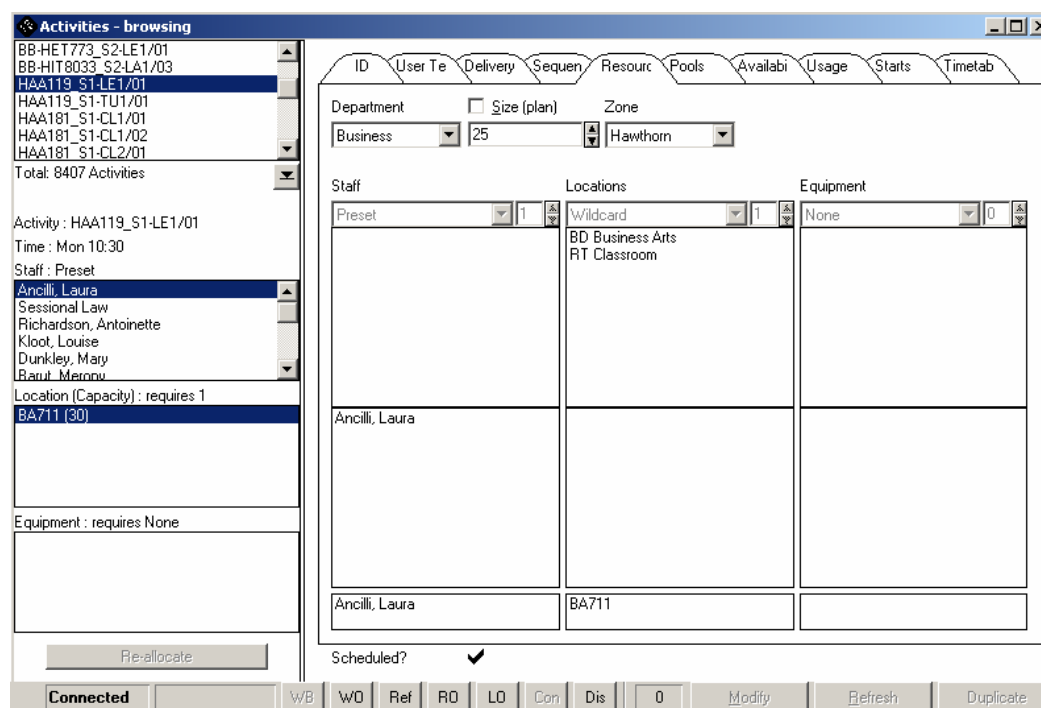 Activities - browsing
BB-HET773_S2-LE1/01
BB-HIT8033_S2-LA1/03
HAA119_S1-LE1/01
HAA119_S1-TU1/01
HAA181_S1-CL1/01
HAA181_S1-CL1/02
HAA181_S1-CL2/01
Total: 8407 Activities
Activity : HAA119_S1-LE1/01
Time : Mon 10:30
Staff : Preset
Ancilli, Laura
Sessional Law
Richardson, Antoinette
Kloot, Louise
Dunkley, Mary
Barut, Merony
Location (Capacity) : requires 1
BA711 (30)
Equipment : requires None
Re-allocate
ID User Te Delivery Sequen Resourc Pools Availabi Usage Starts Timetab
Department Size (plan) Zone
Business 25 Hawthorn
Staff Locations Equipment
Preset 1 Wildcard 1 None 0
BD Business Arts
RT Classroom
Ancilli, Laura
Ancilli, Laura BA711
Scheduled?
Connected WB WO Ref RO LO Con Dis 0 Modify Refresh Duplicate